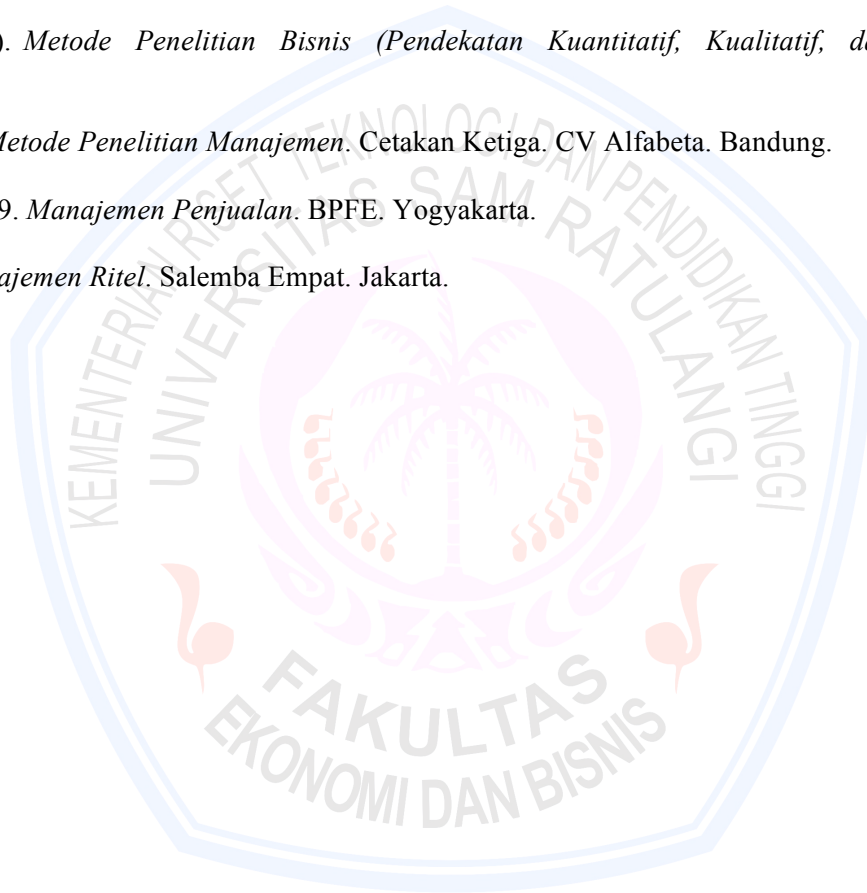 ). Metode Penelitian Bisnis (Pendekatan Kuantitatif, Kualitatif, da
Metode Penelitian Manajemen. Cetakan Ketiga. CV Alfabeta. Bandung.
9. Manajemen Penjualan. BPFE. Yogyakarta.
ajemen Ritel. Salemba Empat. Jakarta.
KEMENTERIAN RISET TEKNOLOGI DAN PENDIDIKAN TINGGI
UNIVERSITAS SAM RATULANGI
FAKULTAS
EKONOMI DAN BISNIS